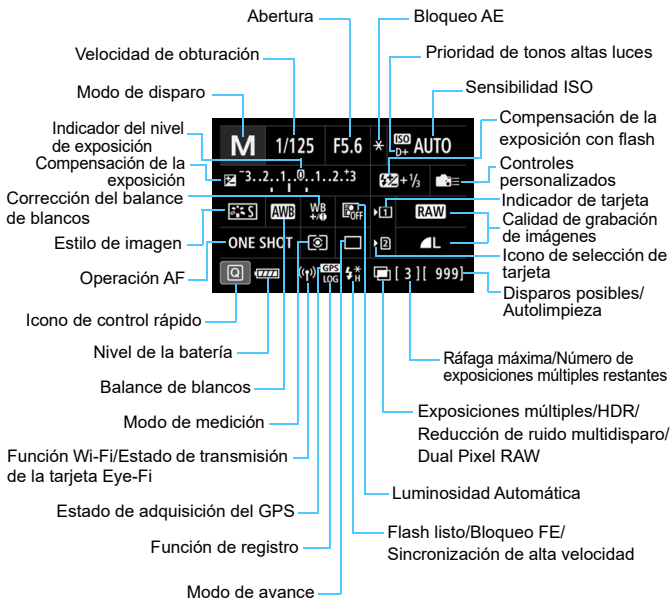 Abertura
Bloqueo AE
Velocidad de obturación
Prioridad de tonos altas luces
Modo de disparo
Sensibilidad ISO
Indicador del nivel
de exposición
Compensación de la
exposición con flash
Compensación de la
exposición
Controles
personalizados
Corrección del balance
de blancos
Indicador de tarjeta
Calidad de grabación
de imágenes
Estilo de imagen
Icono de selección de
tarjeta
Operación AF
Disparos posibles/
Autolimpieza
Icono de control rápido
Nivel de la batería
Ráfaga máxima/Número de
exposiciones múltiples restantes
Balance de blancos
Modo de medición
Exposiciones múltiples/HDR/
Reducción de ruido multidisparo/
Dual Pixel RAW
Función Wi-Fi/Estado de transmisión
de la tarjeta Eye-Fi
Luminosidad Automática
Estado de adquisición del GPS
Función de registro
Flash listo/Bloqueo FE/
Sincronización de alta velocidad
Modo de avance
M 1/125 F5.6 * ISO D+ AUTO
-3..2..1..0..1..2..+3 +1/3
S AWB WB +/- OFF 1 RAW
ONE SHOT 2 L
Q GPS LOG H [ 3 ][ 999]